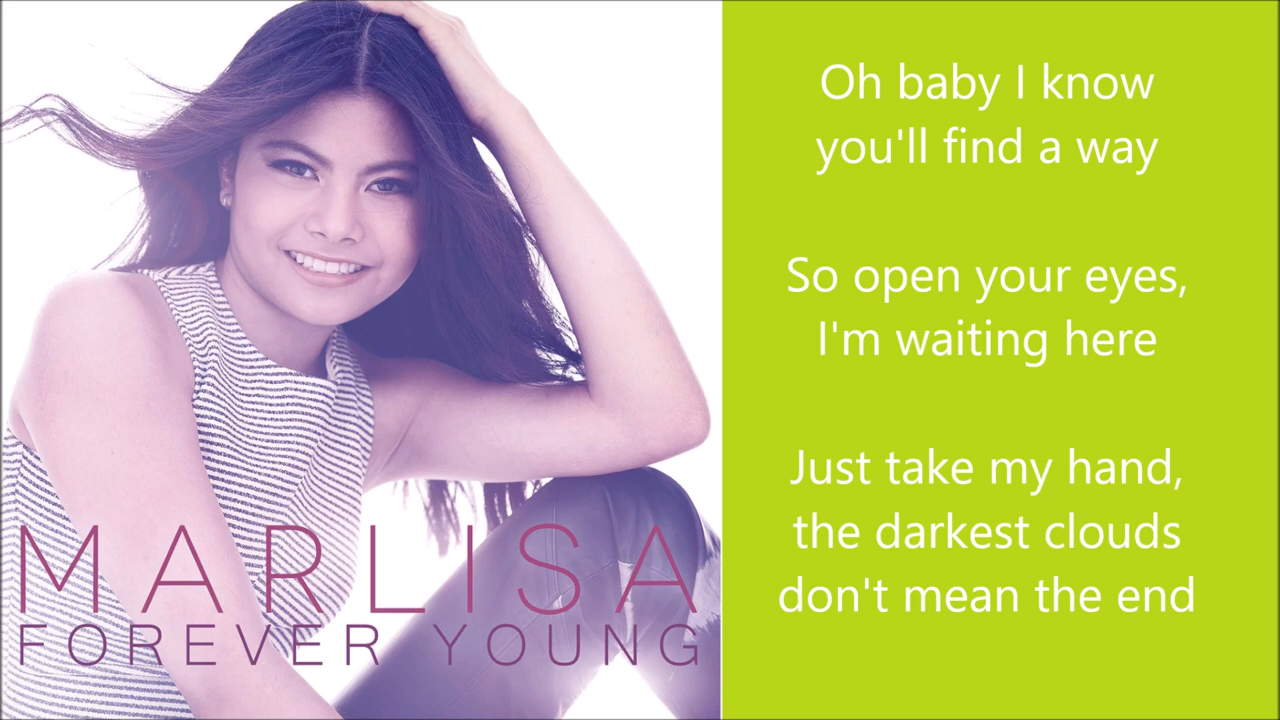 MARLISA
FOREVER YOUNG
Oh baby I know
you'll find a way
So open your eyes,
I'm waiting here
Just take my hand,
the darkest clouds
don't mean the end